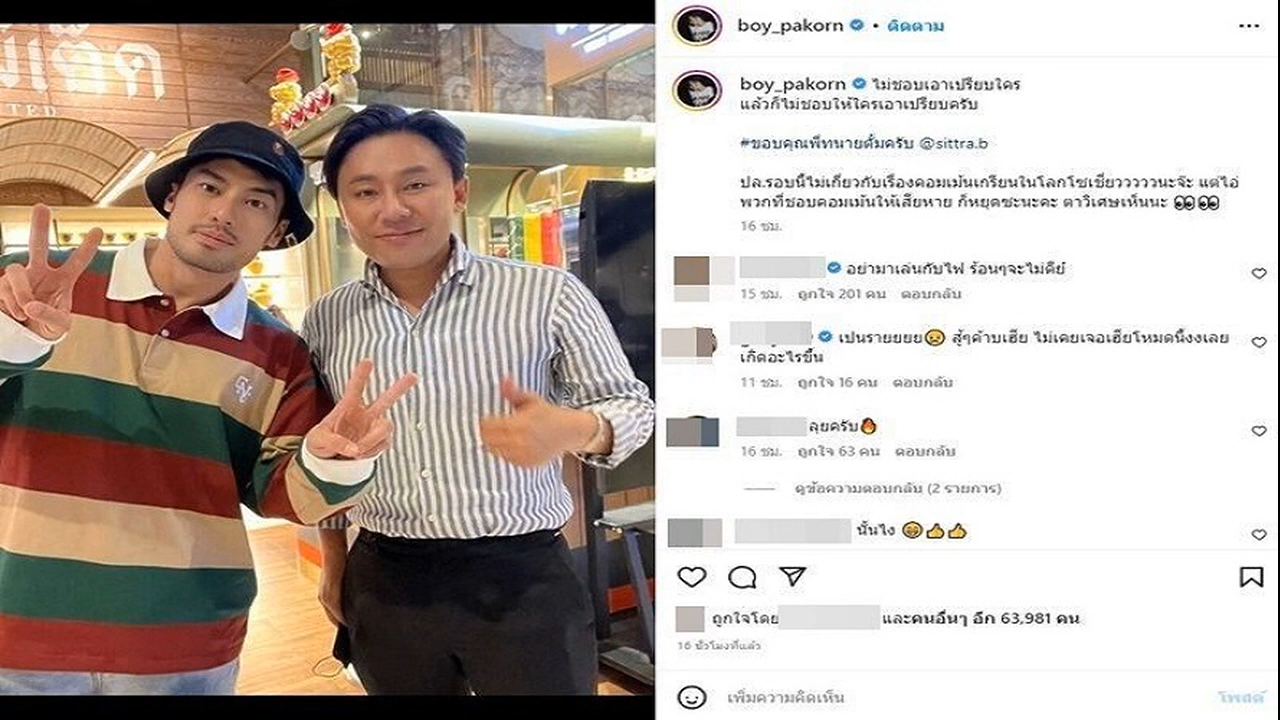 TED
boy_pakorn • ติดตาม
boy_pakorn ไม่ชอบเอาเปรียบใคร
แล้วก็ไม่ชอบให้ใครเอาเปรียบครับ
#ขอบคุณพี่ทนายตั้มครับ @sittra.b
ปล.รอบนี้ไม่เกี่ยวกับเรื่องคอมเม้นเกรียนในโลกโซเชี่ยวววววนะจ๊ะ แต่ไอ่
พวกที่ชอบคอมเม้นให้เสียหาย ก็หยุดซะนะคะ ตาวิเศษเห็นนะ 👀👀
16 ชม.
อย่ามาเล่นกับไฟ ร้อนๆจะไม่ดีย์
15 ชม. ถูกใจ 201 คน ตอบกลับ
เปนรายยยย😥 สู้ๆค้าบเฮีย ไม่เคยเจอเฮียโหมดนี้งงเลย
เกิดอะไรขึ้น
11 ชม. ถูกใจ 16 คน ตอบกลับ
ลุยครับ🔥
16 ชม. ถูกใจ 63 คน ตอบกลับ
ดูข้อความตอบกลับ (2 รายการ)
นั้นไง 😁👍👍
ถูกใจโดย และคนอื่นๆ อีก 63,981 คน
16 ชั่วโมงที่แล้ว
เพิ่มความคิดเห็น
โพสต์